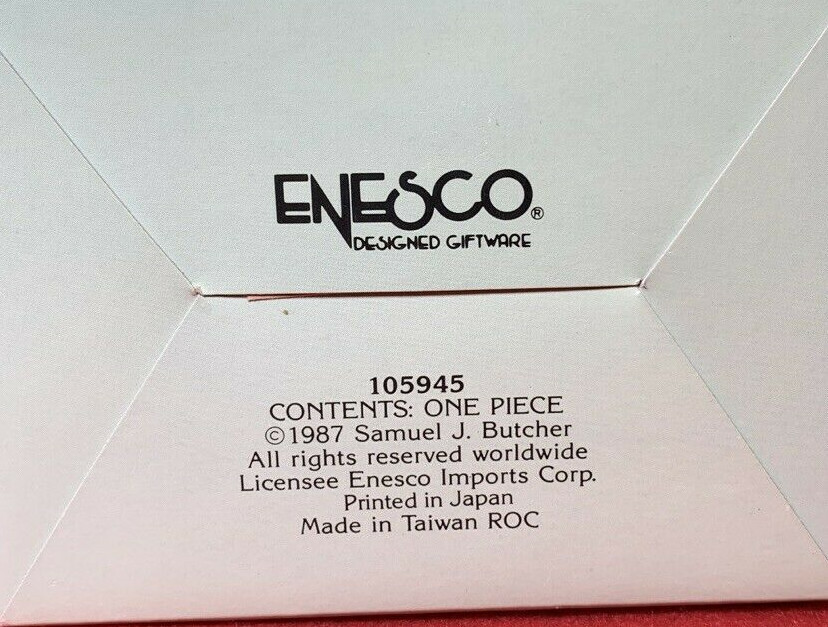 ENESCO®
DESIGNED GIFTWARE
105945
CONTENTS: ONE PIECE
©1987 Samuel J. Butcher
All rights reserved worldwide
Licensee Enesco Imports Corp.
Printed in Japan
Made in Taiwan ROC